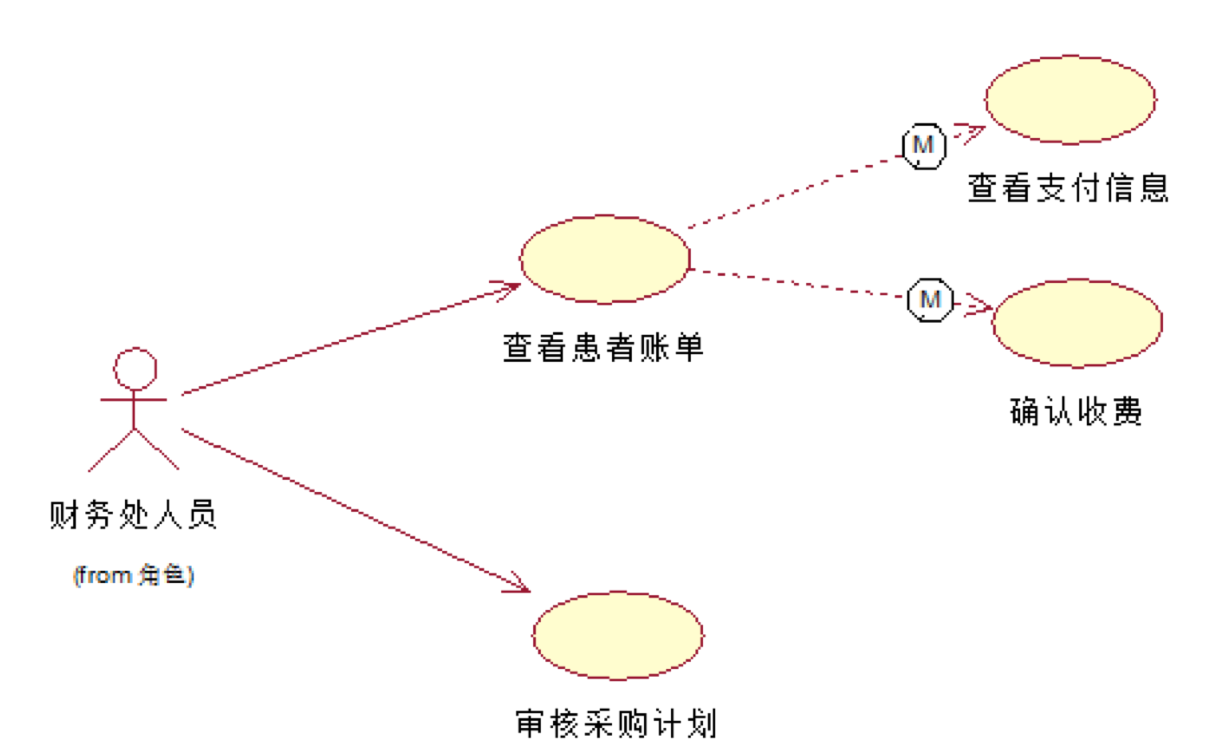 M
查看支付信息
M
查看患者账单
确认收费
财务处人员
(from 角色)
审核采购计划